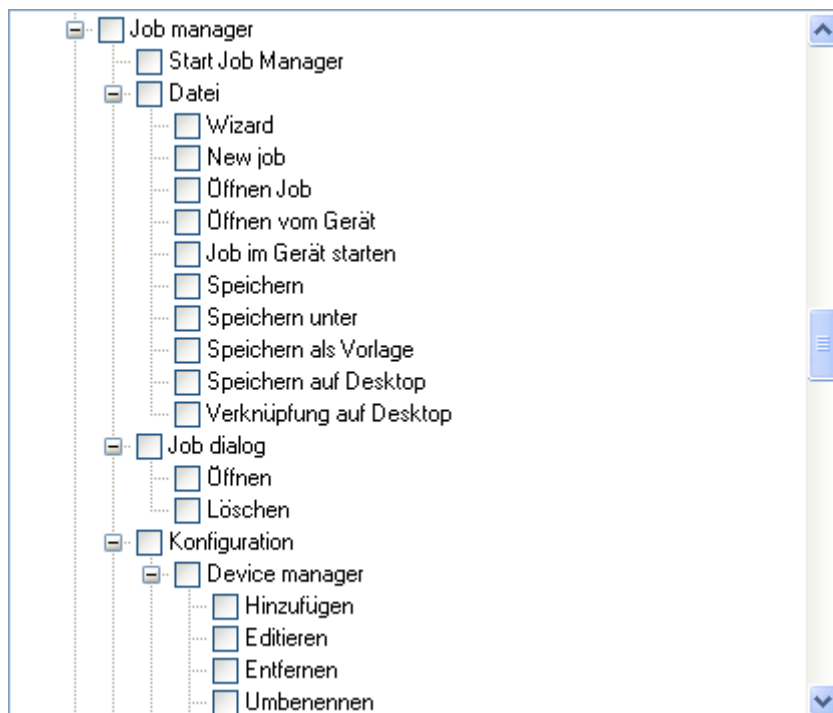 Job manager
Start Job Manager
Datei
Wizard
New job
Öffnen Job
Öffnen vom Gerät
Job im Gerät starten
Speichern
Speichern unter
Speichern als Vorlage
Speichern auf Desktop
Verknüpfung auf Desktop
Job dialog
Öffnen
Löschen
Konfiguration
Device manager
Hinzufügen
Editieren
Entfernen
Umbenennen